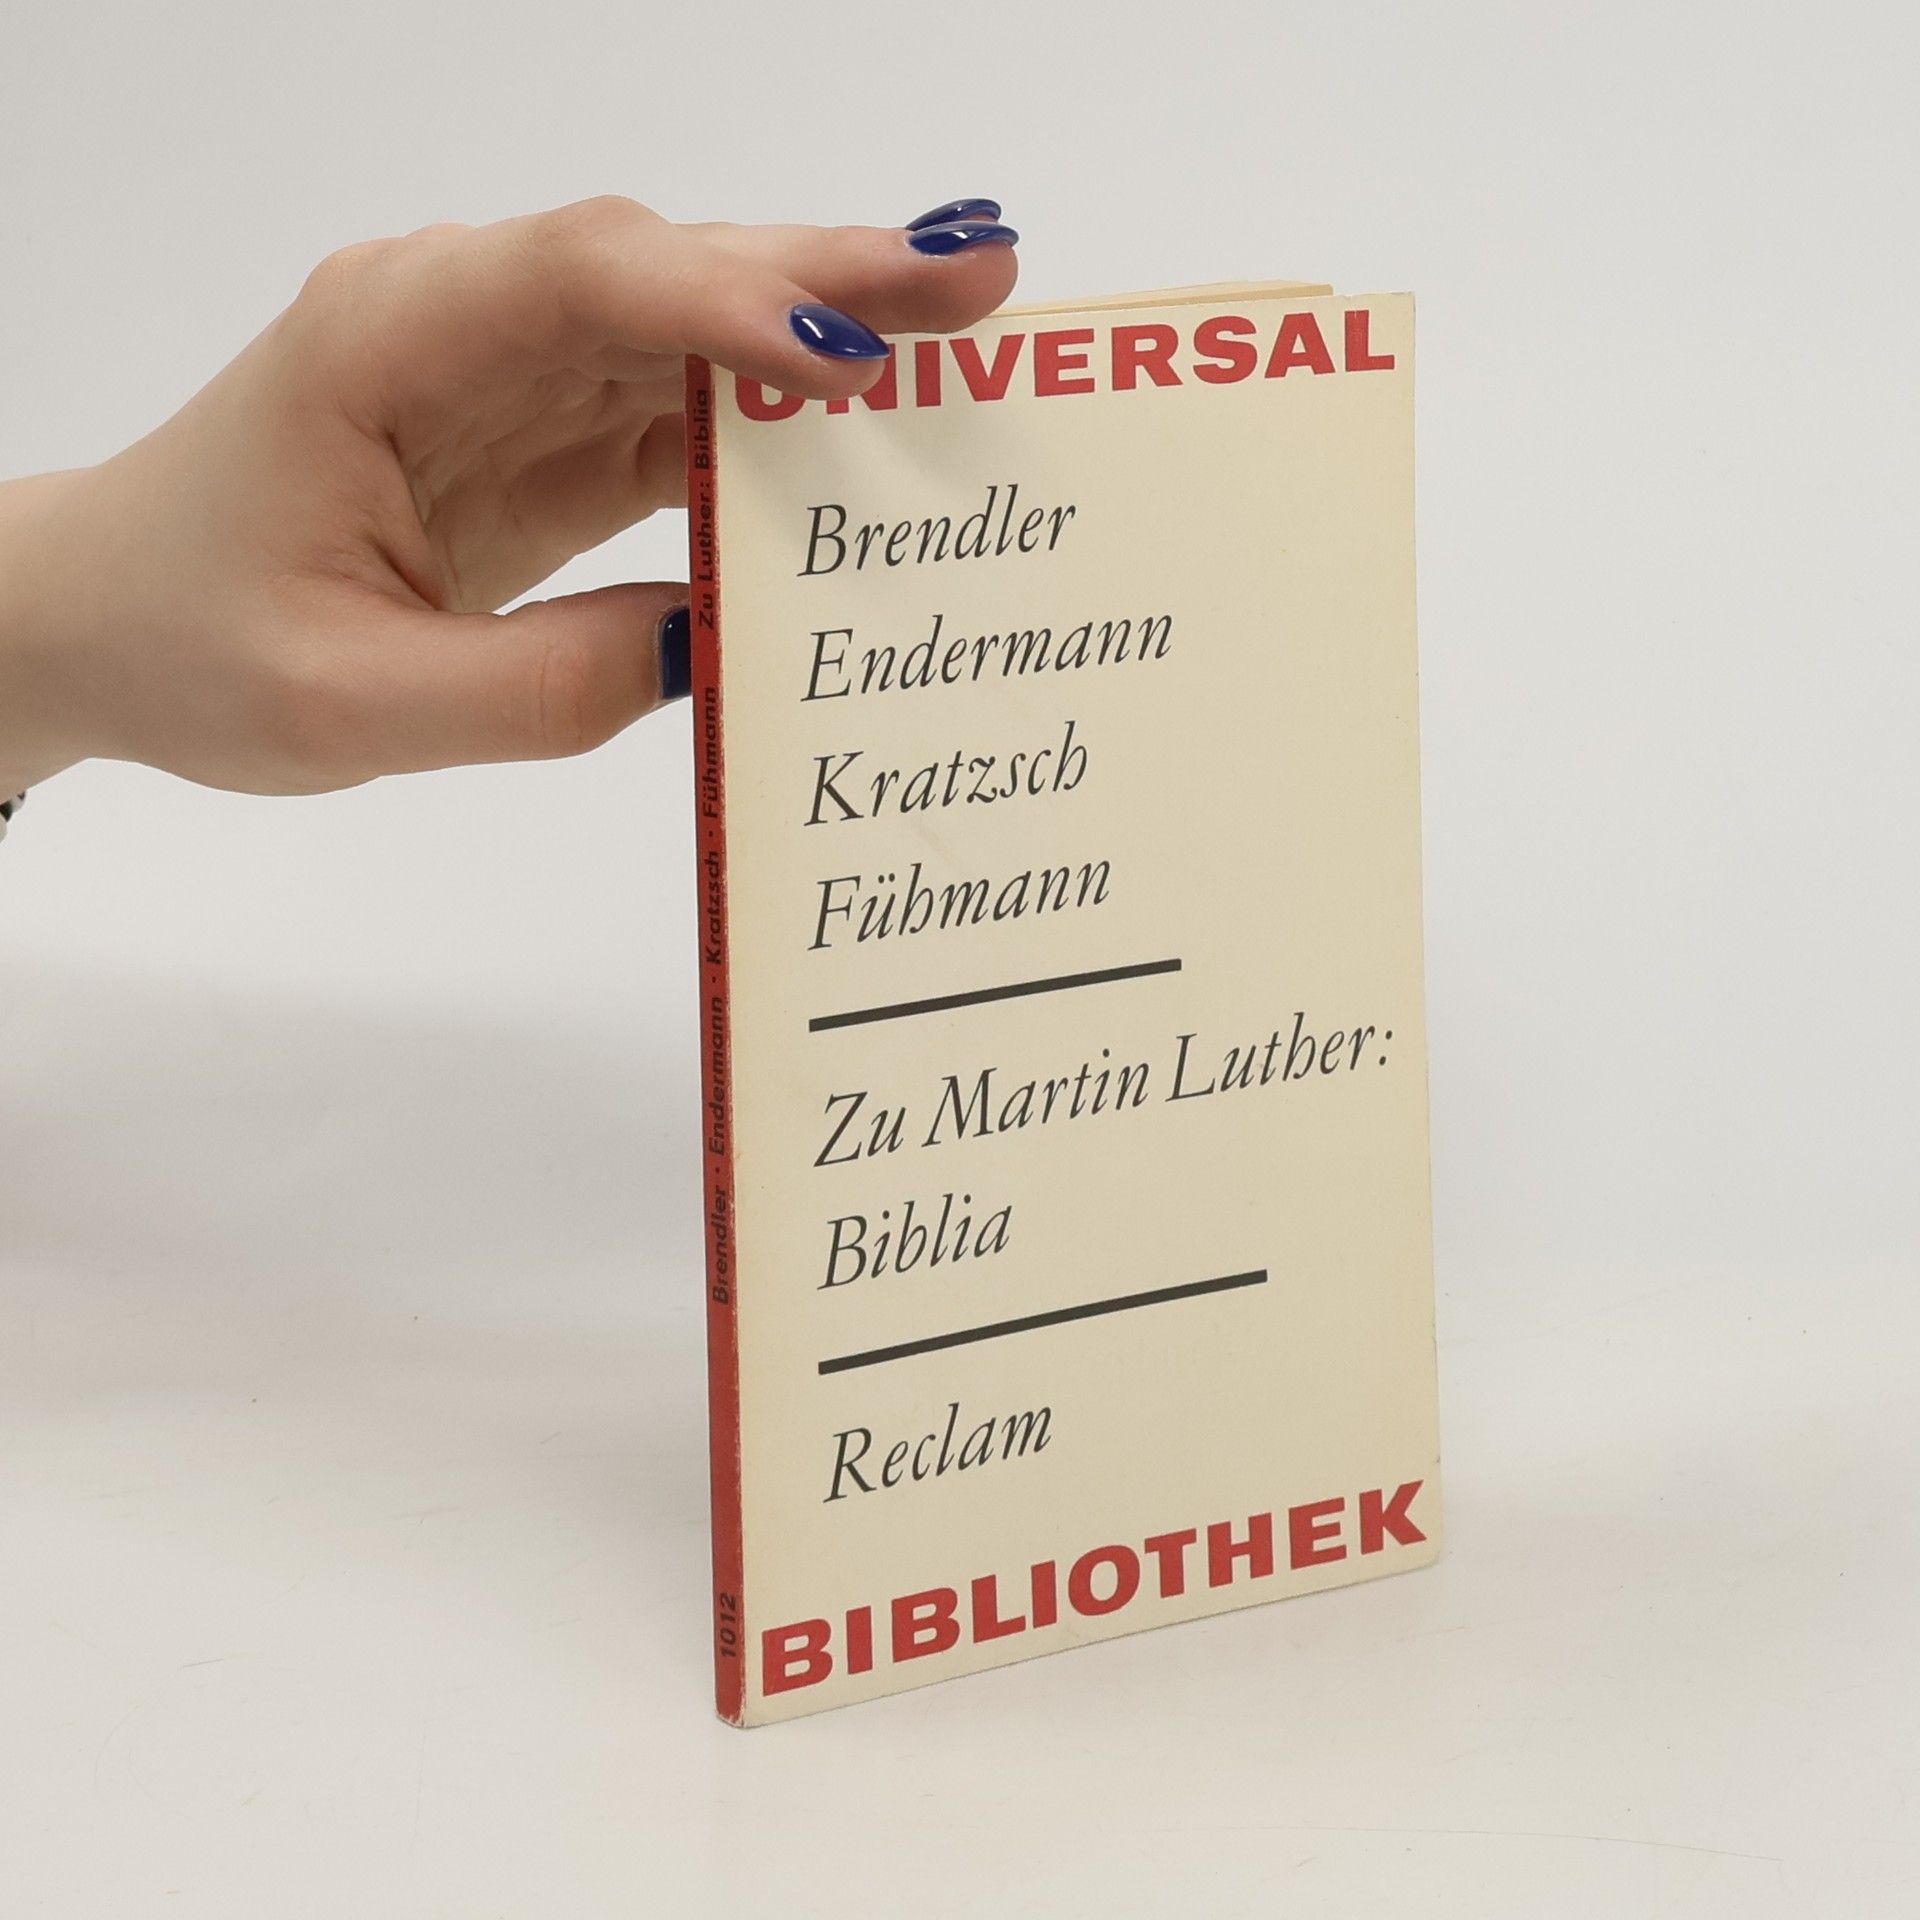 UNIVERSAL
Brendler
Endermann
Kratzsch
Fühmann
Zu Martin Luther:
Biblia
Reclam
BIBLIOTHEK
Brendler · Endermann · Kratzsch · Fühmann Zu Luther: Biblia
1012